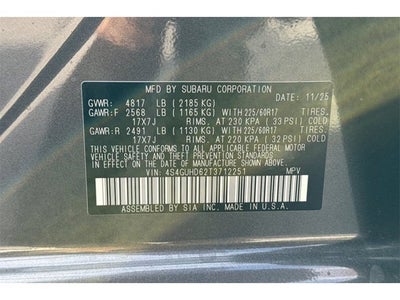 MFD BY SUBARU CORPORATION
GVWR: 4817 LB (2185 KG) DATE: 11/25
GAWR:F 2568 LB (1165 KG) WITH 225/60R17 TIRES.
17X7J RIMS. AT 230 KPA (33 PSI) COLD
GAWR:R 2491 LB (1130 KG) WITH 225/60R17 TIRES.
17X7J RIMS. AT 220 KPA (32 PSI) COLD
THIS VEHICLE CONFORMS TO ALL APPLICABLE FEDERAL MOTOR
VEHICLE SAFETY AND THEFT PREVENTION STANDARDS IN EFFECT
ON THE DATE OF MANUFACTURE SHOWN ABOVE.
VIN: 4S4GUHD62T3712251 MPV
ASSEMBLED BY SIA INC. MADE IN U.S.A.